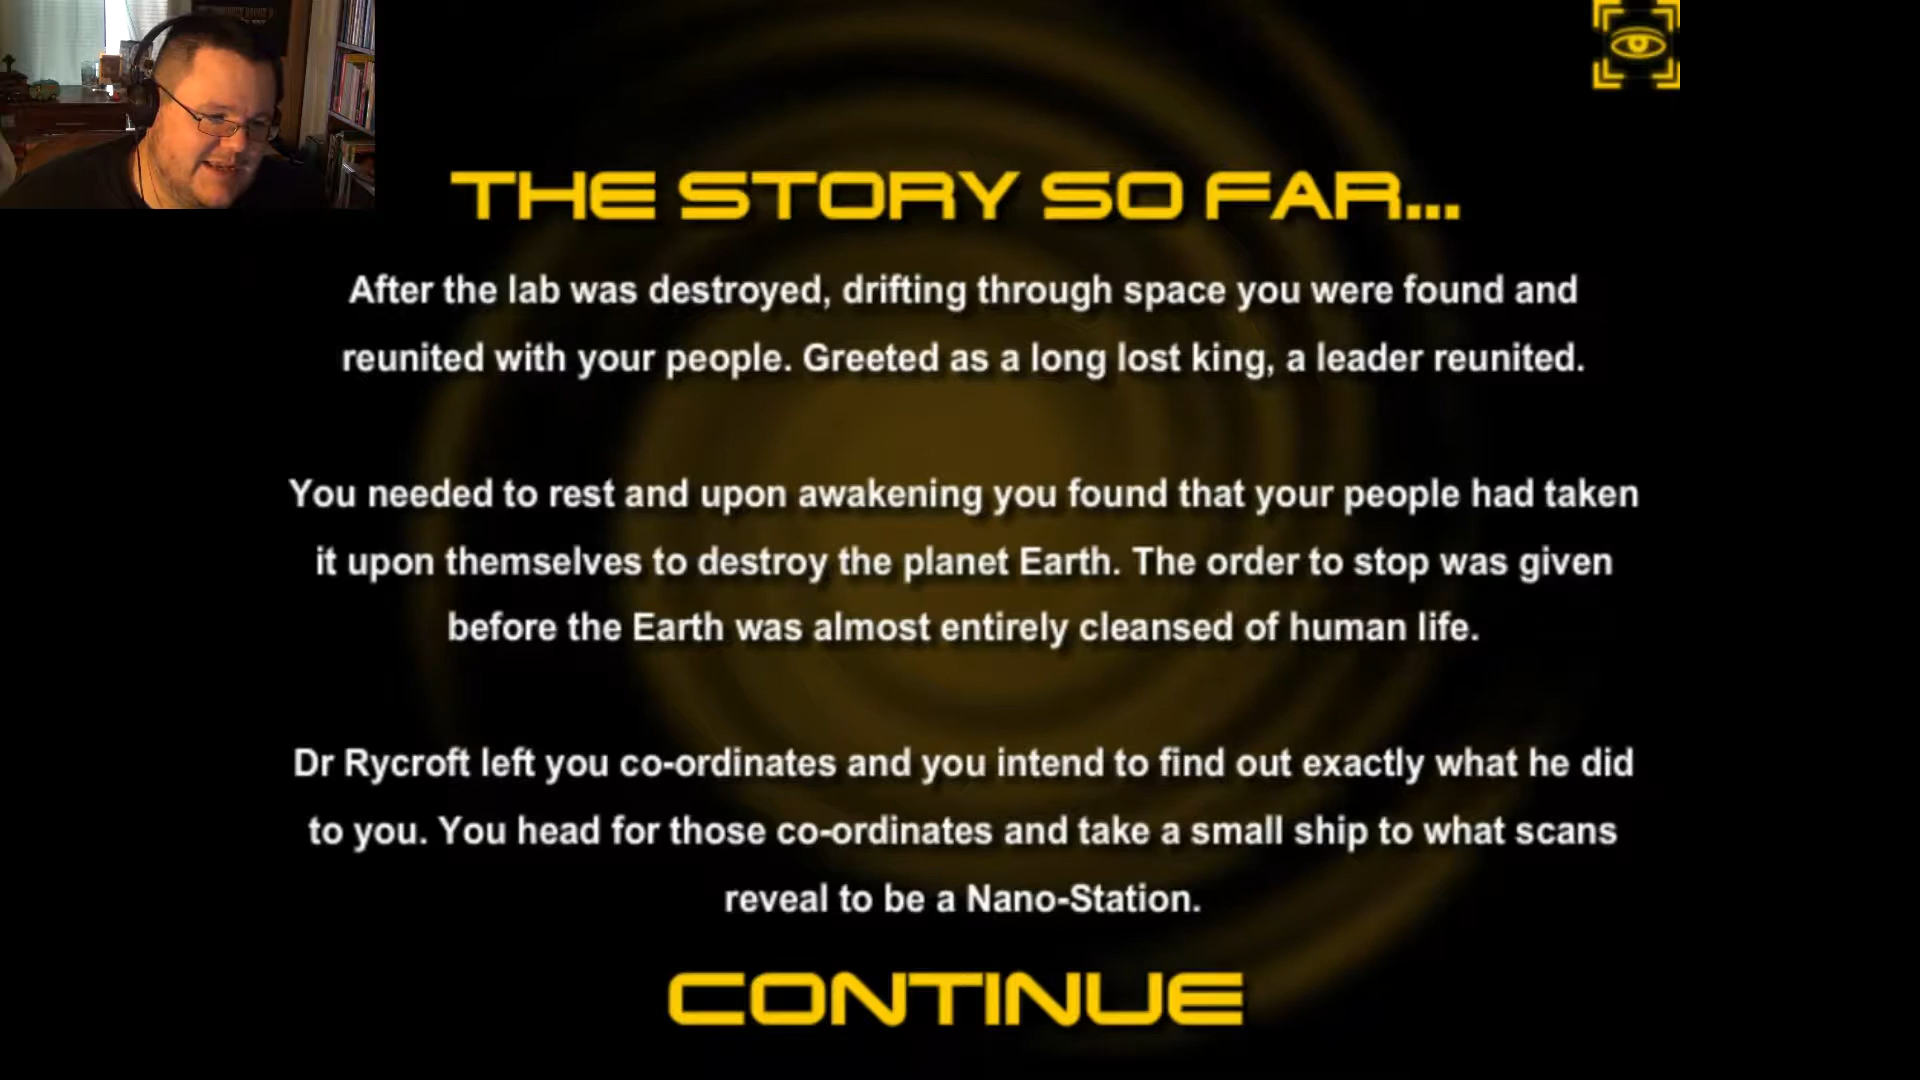 THE STORY SO FAR...
After the lab was destroyed, drifting through space you were found and
reunited with your people. Greeted as a long lost king, a leader reunited.
You needed to rest and upon awakening you found that your people had taken
it upon themselves to destroy the planet Earth. The order to stop was given
before the Earth was almost entirely cleansed of human life.
Dr Rycroft left you co-ordinates and you intend to find out exactly what he did
to you. You head for those co-ordinates and take a small ship to what scans
reveal to be a Nano-Station.
CONTINUE